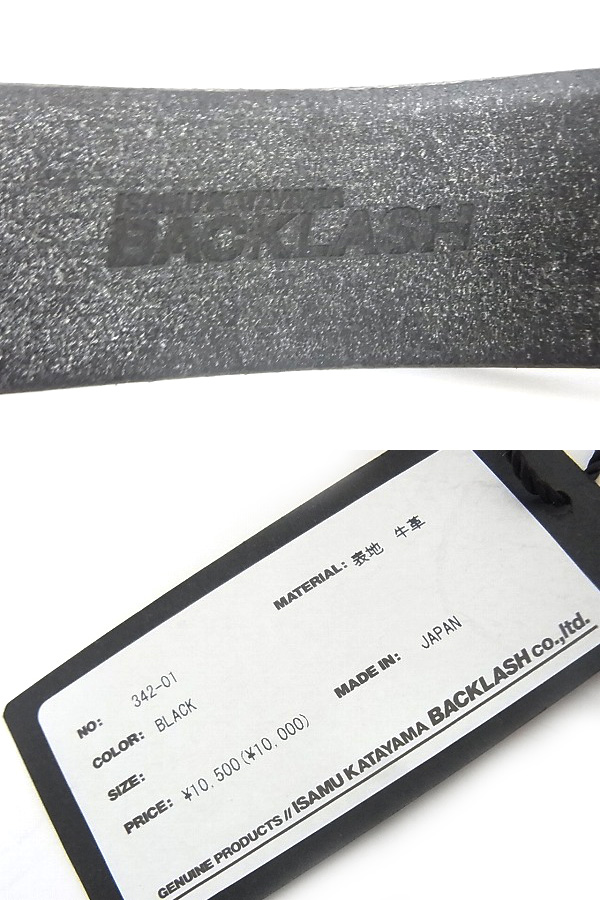 ISAMU KATAYAMA
BACKLASH
MATERIAL: 表地 牛革
NO: 342-01
COLOR: BLACK
MADE IN: JAPAN
SIZE:
PRICE: ¥10,500(¥10,000)
GENUINE PRODUCTS // ISAMU KATAYAMA BACKLASH co.,ltd.